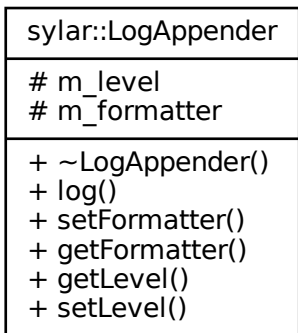 sylar::LogAppender
# m_level
# m_formatter
+ ~LogAppender()
+ log()
+ setFormatter()
+ getFormatter()
+ getLevel()
+ setLevel()